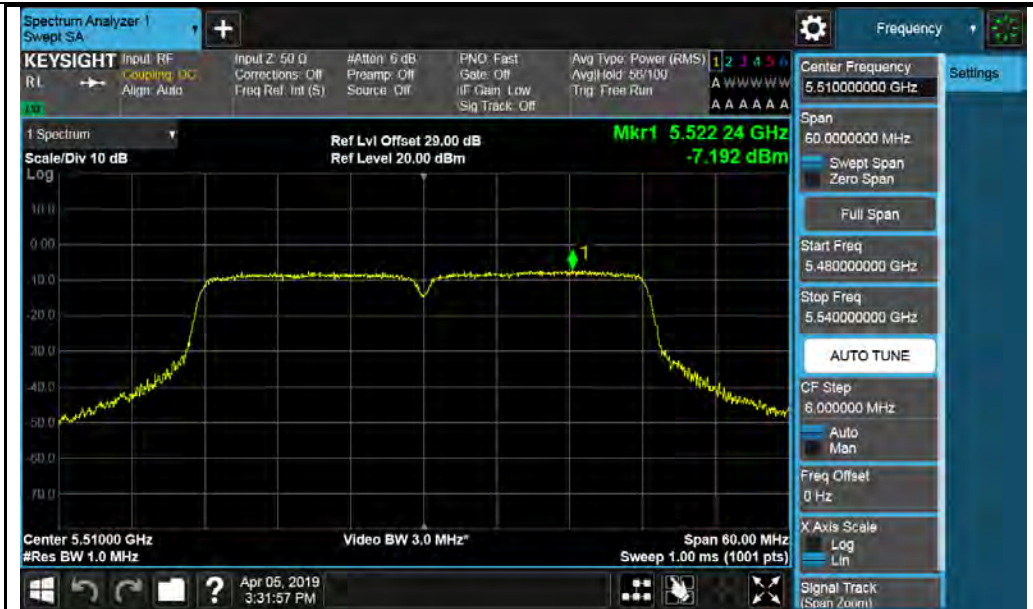 Spectrum Analyzer 1
Swept SA
+
Frequency
KEYSIGHT
RL
Input: RF
Coupling: DC
Align: Auto
Input Z: 50 Ω
Corrections: Off
Freq Ref: Int (S)
#Atten: 6 dB
Preamp: Off
Source: Off
PNO: Fast
Gate: Off
IF Gain: Low
Sig Track: Off
Avg Type: Power (RMS)
Avg|Hold: 56/100
Trig: Free Run
1 2 3 4 5 6
A W W W W W
A A A A A A
1 Spectrum
Scale/Div 10 dB
Log
Ref Lvl Offset 29.00 dB
Ref Level 20.00 dBm
Mkr1 5.522 24 GHz
-7.192 dBm
10.0
0.00
-10.0
-20.0
-30.0
-40.0
-50.0
-60.0
-70.0
1
Center 5.51000 GHz
#Res BW 1.0 MHz
Video BW 3.0 MHz*
Span 60.00 MHz
Sweep 1.00 ms (1001 pts)
Center Frequency
5.510000000 GHz
Settings
Span
60.0000000 MHz
Swept Span
Zero Span
Full Span
Start Freq
5.480000000 GHz
Stop Freq
5.540000000 GHz
AUTO TUNE
CF Step
6.000000 MHz
Auto
Man
Freq Offset
0 Hz
X Axis Scale
Log
Lin
Signal Track
(Span Zoom)
?
Apr 05, 2019
3:31:57 PM